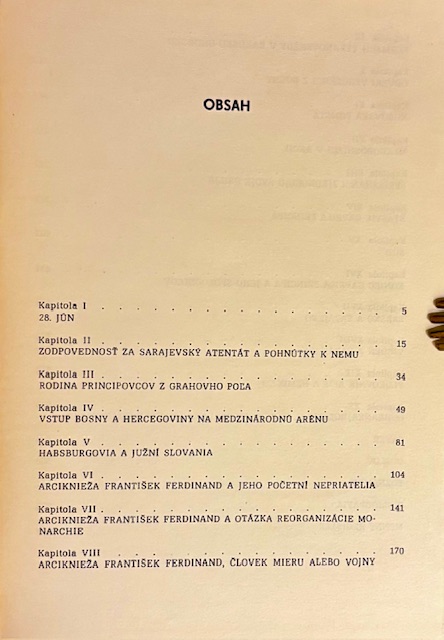 OBSAH
Kapitola I . . . . . . . . . . . . . . . . 5
28. JÚN
Kapitola II . . . . . . . . . . . . . . . . 15
ZODPOVEDNOSŤ ZA SARAJEVSKÝ ATENTÁT A POHNÚTKY K NEMU
Kapitola III . . . . . . . . . . . . . . . . 34
RODINA PRINCIPOVCOV Z GRAHOVHO POĽA
Kapitola IV . . . . . . . . . . . . . . . . 49
VSTUP BOSNY A HERCEGOVINY NA MEDZINÁRODNÚ ARÉNU
Kapitola V . . . . . . . . . . . . . . . . 81
HABSBURGOVIA A JUŽNÍ SLOVANIA
Kapitola VI . . . . . . . . . . . . . . . . 104
ARCIKNIEŽA FRANTIŠEK FERDINAND A JEHO POČETNÍ NEPRIATELIA
Kapitola VII . . . . . . . . . . . . . . . . 141
ARCIKNIEŽA FRANTIŠEK FERDINAND A OTÁZKA REORGANIZÁCIE MO-
NARCHIE
Kapitola VIII . . . . . . . . . . . . . . . . 170
ARCIKNIEŽA FRANTIŠEK FERDINAND, ČLOVEK MIERU ALEBO VOJNY